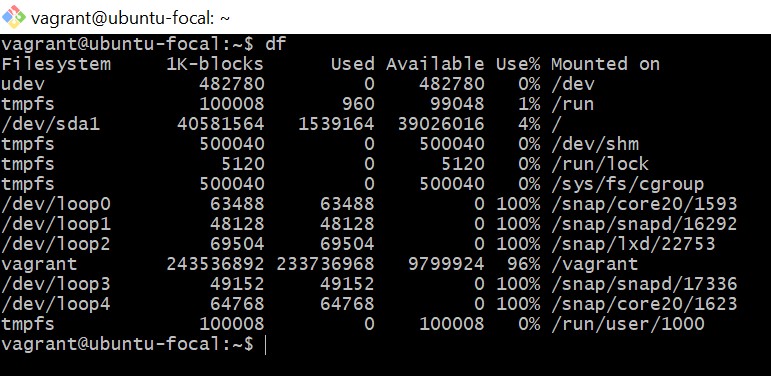 vagrant@ubuntu-focal: ~
vagrant@ubuntu-focal:~$ df
Filesystem     1K-blocks      Used Available Use% Mounted on
udev              482780         0    482780   0% /dev
tmpfs             100008       960     99048   1% /run
/dev/sda1       40581564   1539164  39026016   4% /
tmpfs             500040         0    500040   0% /dev/shm
tmpfs               5120         0      5120   0% /run/lock
tmpfs             500040         0    500040   0% /sys/fs/cgroup
/dev/loop0         63488     63488         0 100% /snap/core20/1593
/dev/loop1         48128     48128         0 100% /snap/snapd/16292
/dev/loop2         69504     69504         0 100% /snap/lxd/22753
vagrant        243536892 233736968   9799924  96% /vagrant
/dev/loop3         49152     49152         0 100% /snap/snapd/17336
/dev/loop4         64768     64768         0 100% /snap/core20/1623
tmpfs             100008         0    100008   0% /run/user/1000
vagrant@ubuntu-focal:~$